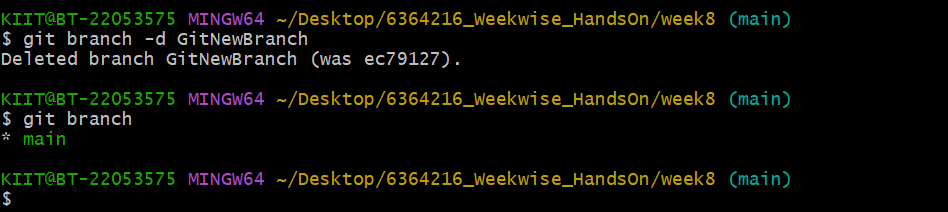 KIIT@BT-22053575 MINGW64 ~/Desktop/6364216_Weekwise_HandsOn/week8 (main)
$ git branch -d GitNewBranch
Deleted branch GitNewBranch (was ec79127).
KIIT@BT-22053575 MINGW64 ~/Desktop/6364216_Weekwise_HandsOn/week8 (main)
$ git branch
* main
KIIT@BT-22053575 MINGW64 ~/Desktop/6364216_Weekwise_HandsOn/week8 (main)
$